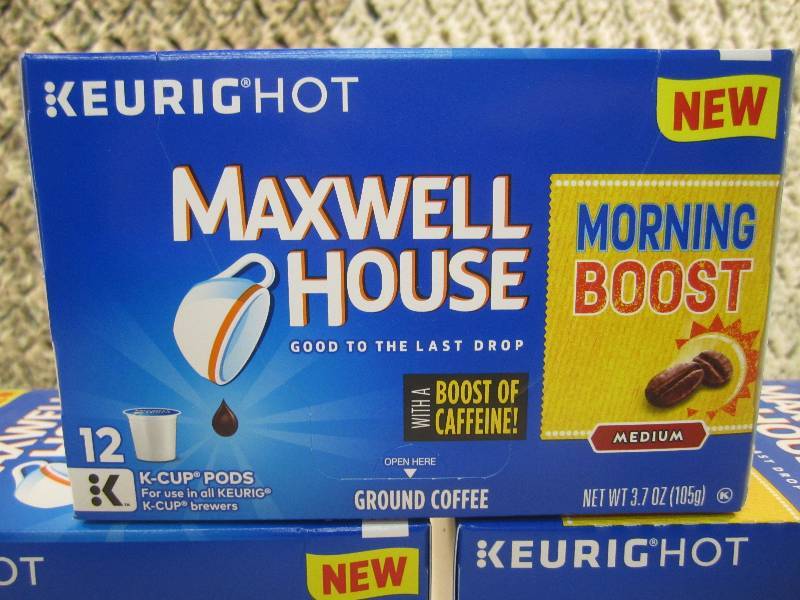 KEURIG® HOT
NEW
MAXWELL
HOUSE
GOOD TO THE LAST DROP
MORNING
BOOST
WITH A
BOOST OF
CAFFEINE!
MEDIUM
12
K-CUP® PODS
For use in all KEURIG®
K-CUP® brewers
K
OPEN HERE
GROUND COFFEE
NET WT 3.7 OZ (105g)
K
MAXWELL
NEW
KEURIG® HOT